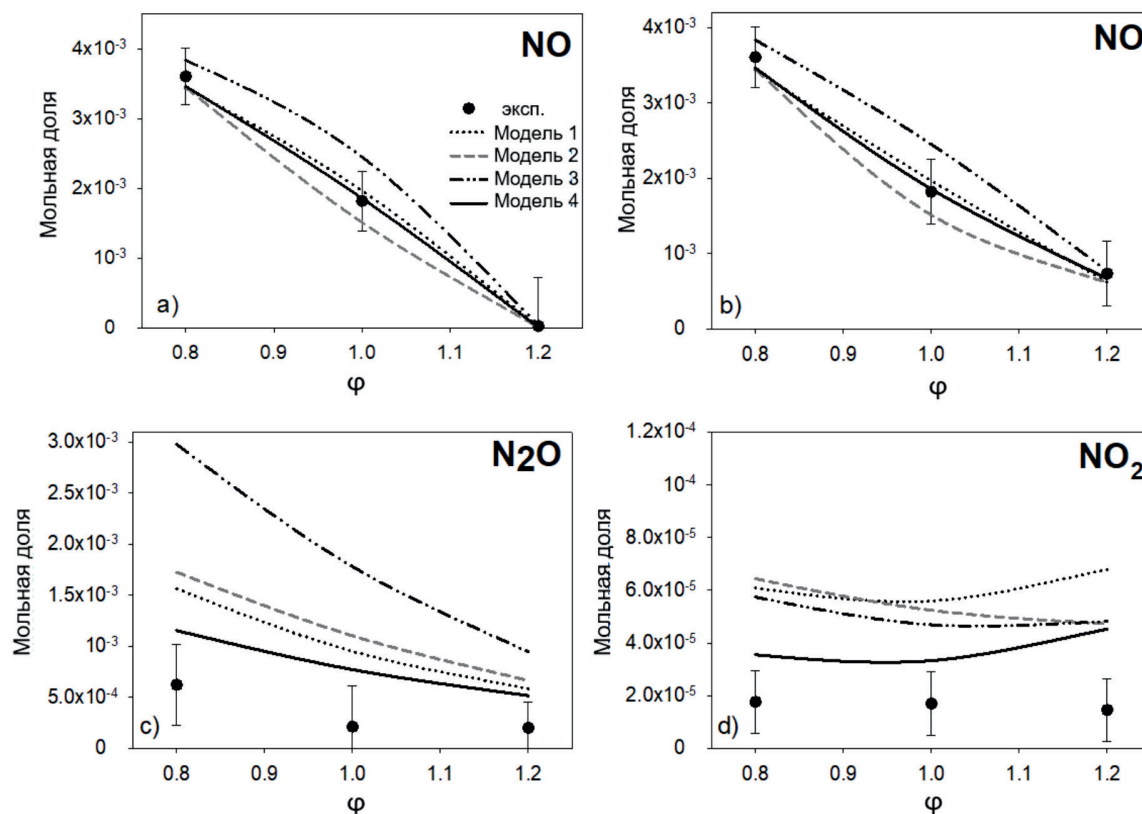 NO
Мольная доля
4x10⁻³
3x10⁻³
2x10⁻³
10⁻³
0
эксп.
Модель 1
Модель 2
Модель 3
Модель 4
a)
0.8 0.9 1.0 1.1 1.2
φ
NO
Мольная доля
4x10⁻³
3x10⁻³
2x10⁻³
10⁻³
0
b)
0.8 0.9 1.0 1.1 1.2
φ
N2O
Мольная доля
3.0x10⁻³
2.5x10⁻³
2.0x10⁻³
1.5x10⁻³
10⁻³
5.0x10⁻⁴
0
c)
0.8 0.9 1.0 1.1 1.2
φ
NO₂
Мольная доля
1.2x10⁻⁴
10⁻⁴
8.0x10⁻⁵
6.0x10⁻⁵
4.0x10⁻⁵
2.0x10⁻⁵
0
d)
0.8 0.9 1.0 1.1 1.2
φ